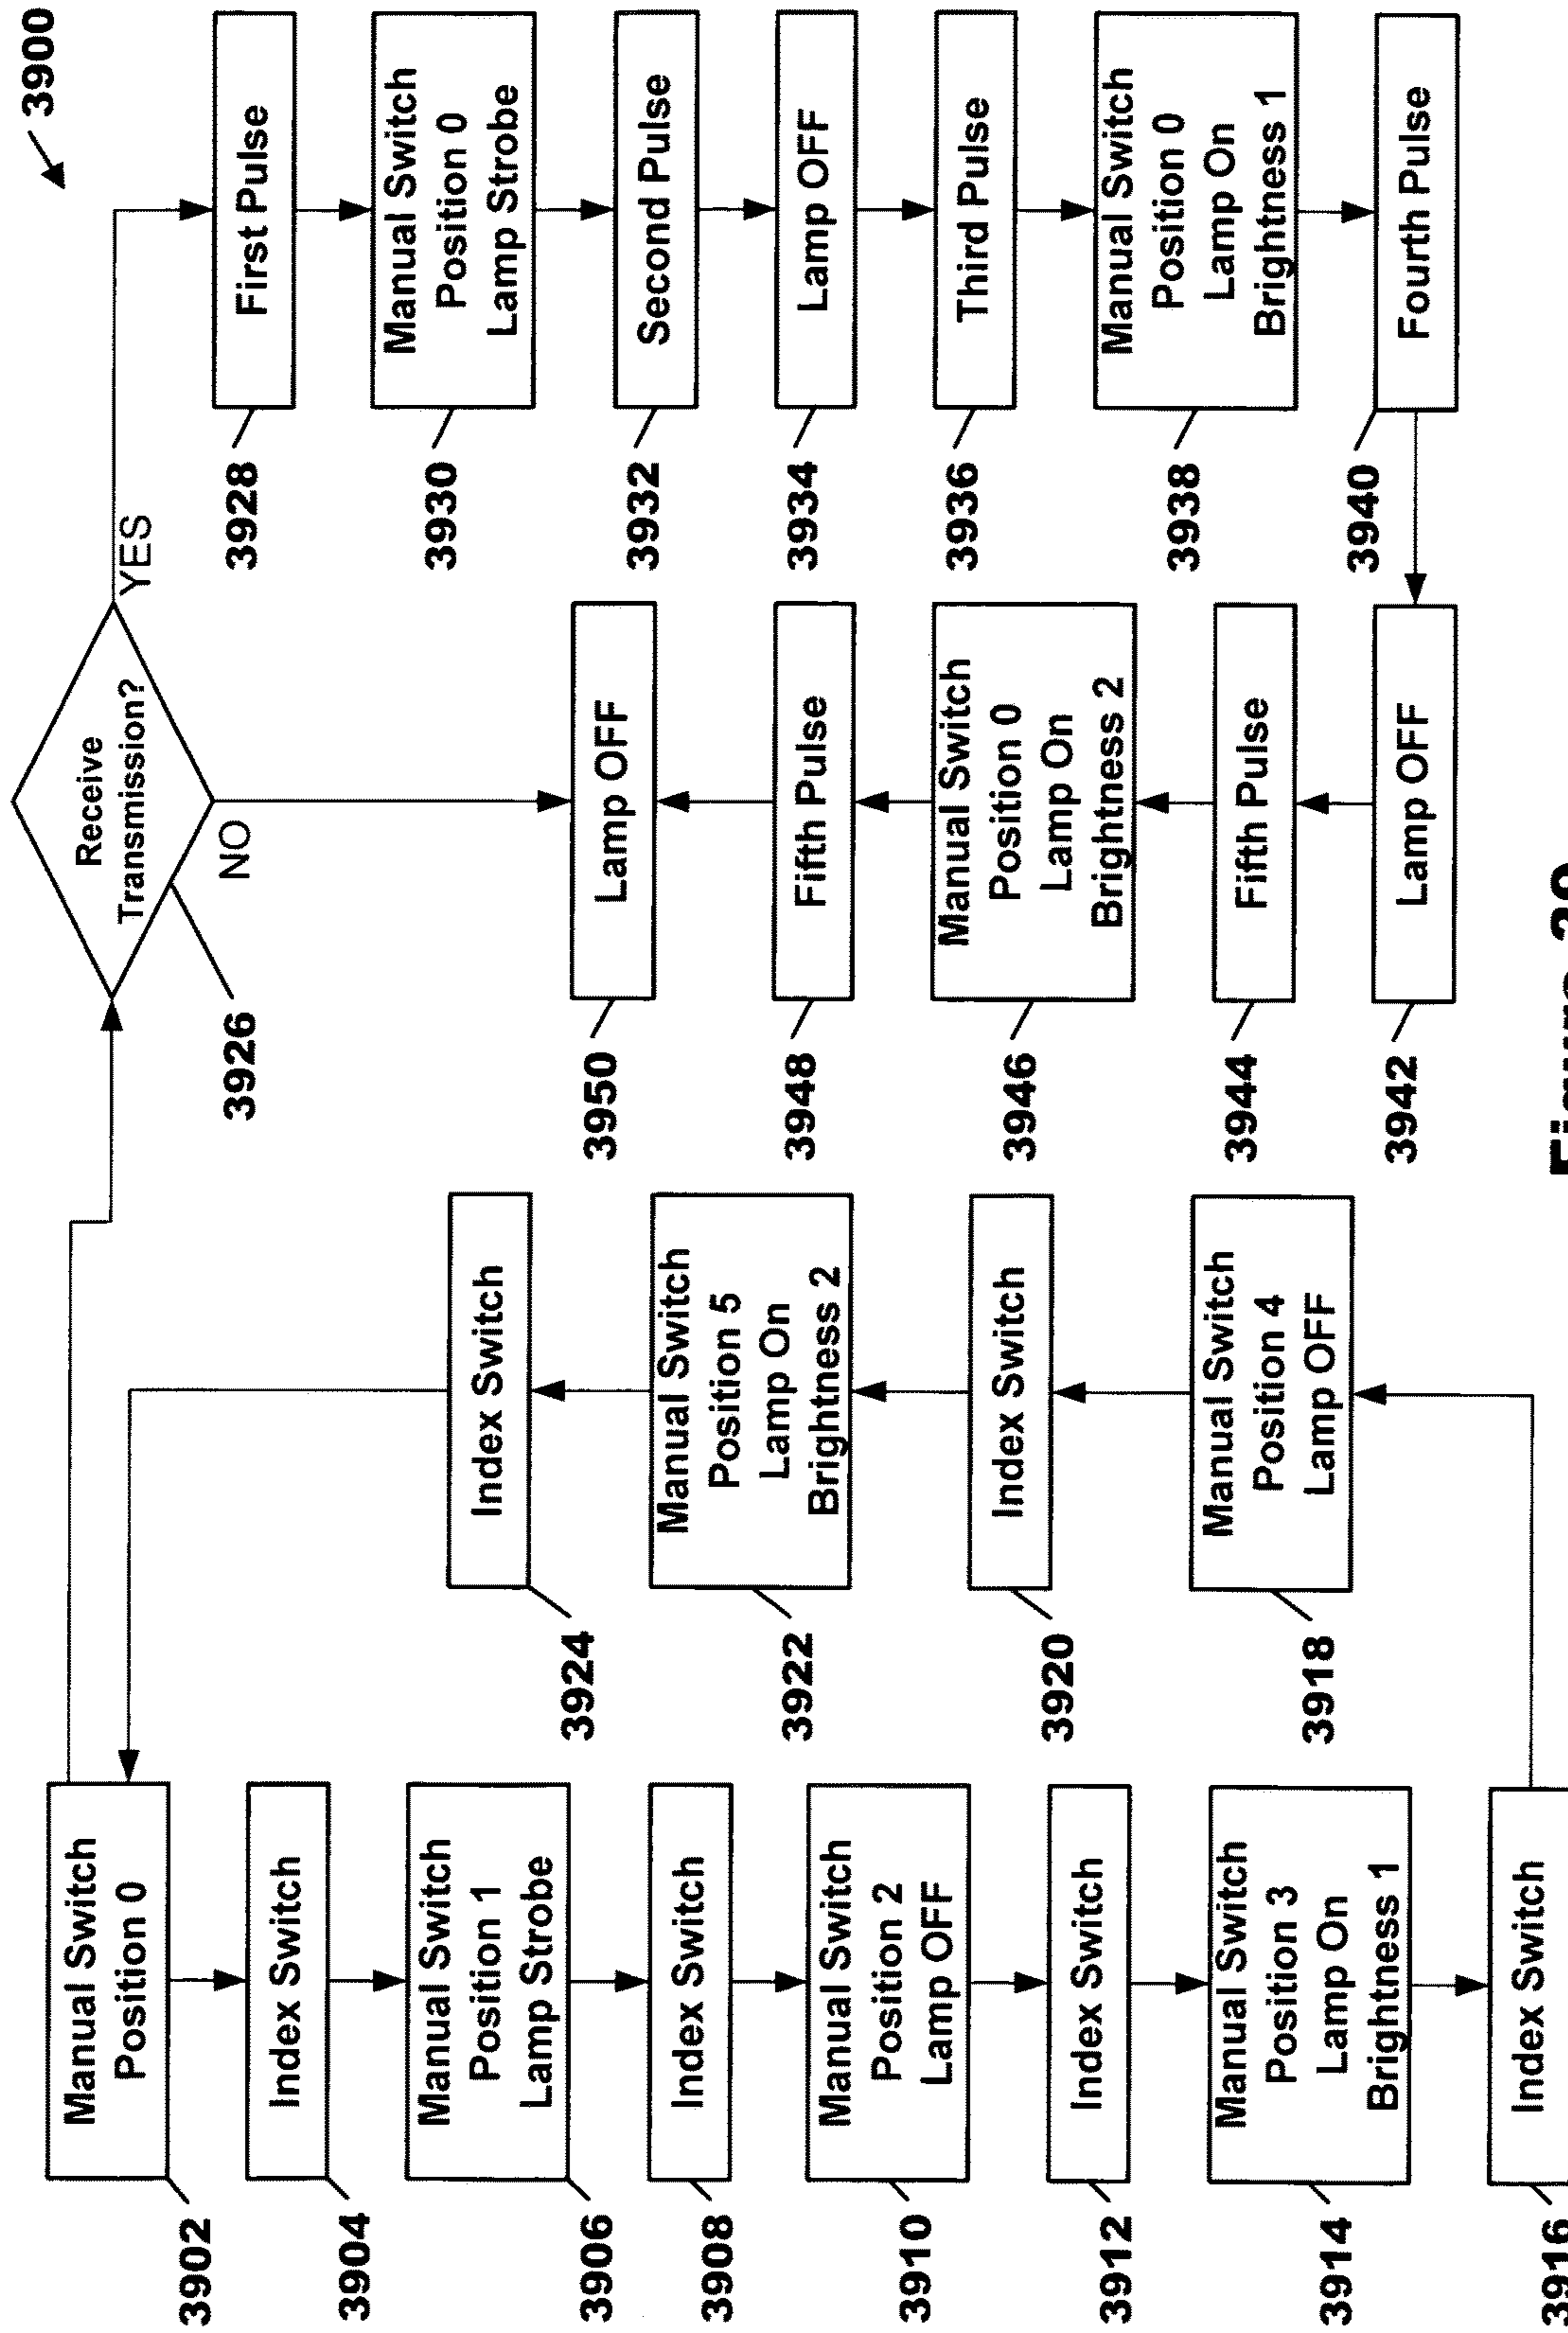 3900
Manual Switch
Position 0
3902
Index Switch
3904
Manual Switch
Position 1
Lamp Strobe
3906
Index Switch
3908
Manual Switch
Position 2
Lamp OFF
3910
Index Switch
3912
Manual Switch
Position 3
Lamp On
Brightness 1
3914
Index Switch
3916
Manual Switch
Position 4
Lamp OFF
3918
Index Switch
3920
Manual Switch
Position 5
Lamp On
Brightness 2
3922
Index Switch
3924
Receive
Transmission?
3926
YES
NO
First Pulse
3928
Manual Switch
Position 0
Lamp Strobe
3930
Second Pulse
3932
Lamp OFF
3934
Third Pulse
3936
Manual Switch
Position 0
Lamp On
Brightness 1
3938
Fourth Pulse
3940
Lamp OFF
3942
Fifth Pulse
3944
Manual Switch
Position 0
Lamp On
Brightness 2
3946
Fifth Pulse
3948
Lamp OFF
3950